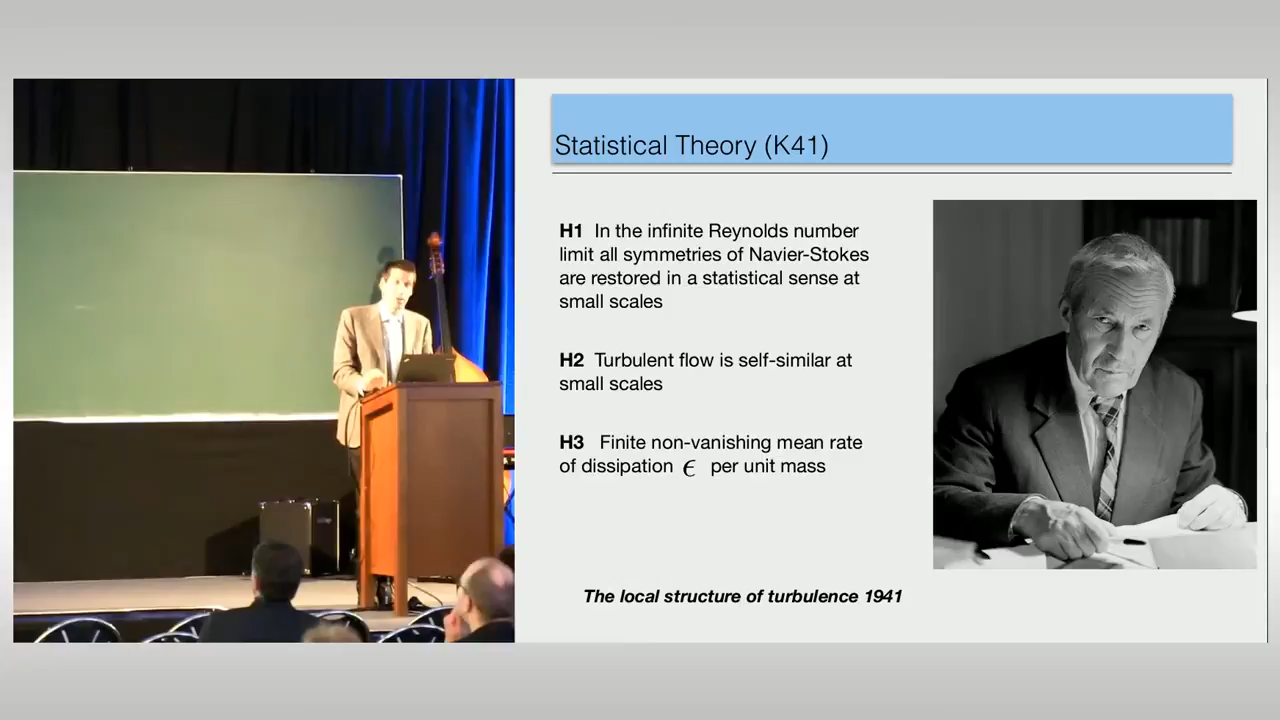 Statistical Theory (K41)
H1 In the infinite Reynolds number
limit all symmetries of Navier-Stokes
are restored in a statistical sense at
small scales
H2 Turbulent flow is self-similar at
small scales
H3 Finite non-vanishing mean rate
of dissipation ϵ per unit mass
The local structure of turbulence 1941